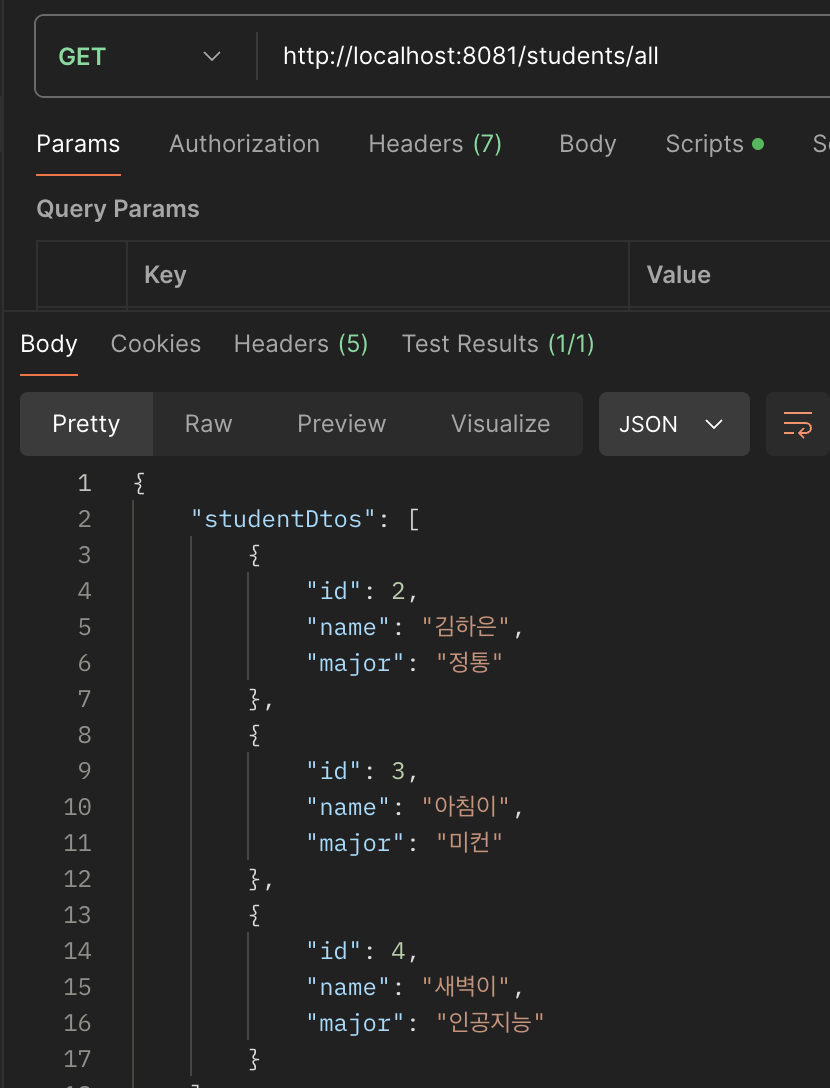 GET http://localhost:8081/students/all
Params Authorization Headers (7) Body Scripts
Query Params
Key Value
Body Cookies Headers (5) Test Results (1/1)
Pretty Raw Preview Visualize JSON
1 {
2 "studentDtos": [
3 {
4 "id": 2,
5 "name": "김하은",
6 "major": "정통"
7 },
8 {
9 "id": 3,
10 "name": "아침이",
11 "major": "미컨"
12 },
13 {
14 "id": 4,
15 "name": "새벽이",
16 "major": "인공지능"
17 }